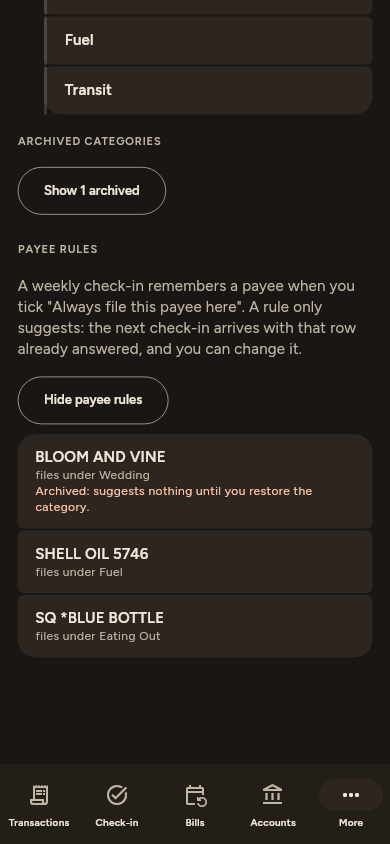 Fuel
Transit
ARCHIVED CATEGORIES
Show 1 archived
PAYEE RULES
A weekly check-in remembers a payee when you
tick "Always file this payee here". A rule only
suggests: the next check-in arrives with that row
already answered, and you can change it.
Hide payee rules
BLOOM AND VINE
files under Wedding
Archived: suggests nothing until you restore the
category.
SHELL OIL 5746
files under Fuel
SQ *BLUE BOTTLE
files under Eating Out
Transactions
Check-in
Bills
Accounts
More